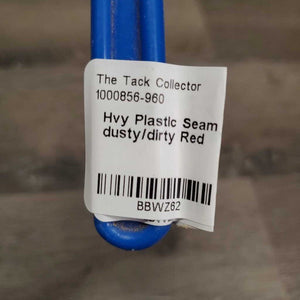 The Tack Collector
1000856-960
Hvy Plastic Seam
dusty/dirty Red
BBWZ62